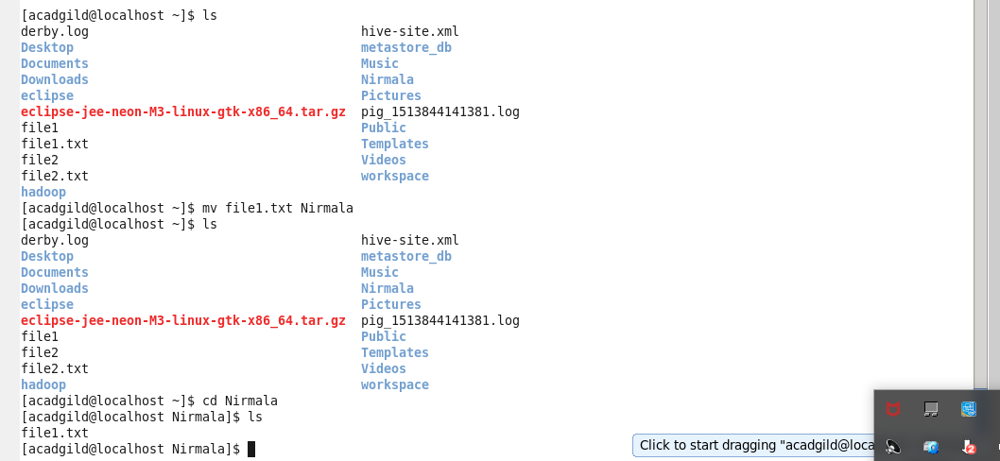 [acadgild@localhost ~]$ ls
derby.log hive-site.xml
Desktop metastore_db
Documents Music
Downloads Nirmala
eclipse Pictures
eclipse-jee-neon-M3-linux-gtk-x86_64.tar.gz pig_1513844141381.log
file1 Public
file1.txt Templates
file2 Videos
file2.txt workspace
hadoop
[acadgild@localhost ~]$ mv file1.txt Nirmala
[acadgild@localhost ~]$ ls
derby.log hive-site.xml
Desktop metastore_db
Documents Music
Downloads Nirmala
eclipse Pictures
eclipse-jee-neon-M3-linux-gtk-x86_64.tar.gz pig_1513844141381.log
file1 Public
file2 Templates
file2.txt Videos
hadoop workspace
[acadgild@localhost ~]$ cd Nirmala
[acadgild@localhost Nirmala]$ ls
file1.txt
[acadgild@localhost Nirmala]$
Click to start dragging "acadgild@loca
2